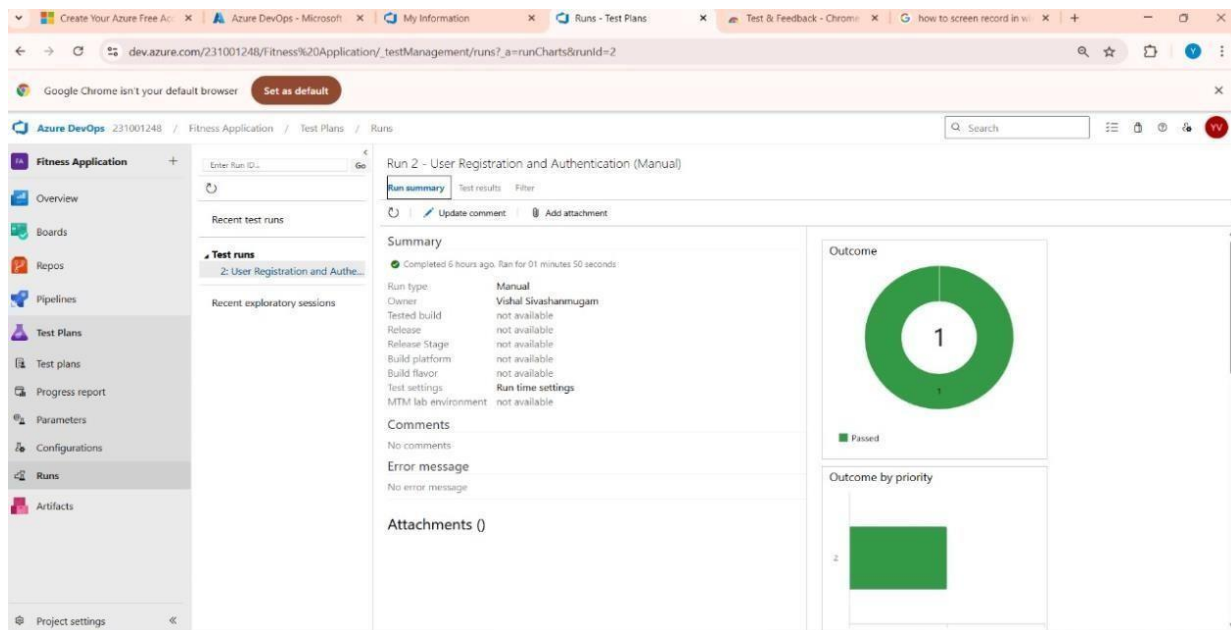 Create Your Azure Free Acc
Azure DevOps - Microsoft
My Information
Runs - Test Plans
Test & Feedback - Chrome
how to screen record in wi
dev.azure.com/231001248/Fitness%20Application/_testManagement/runs?_a=runCharts&runId=2
Y
Google Chrome isn't your default browser
Set as default
Azure DevOps 231001248 / Fitness Application / Test Plans / Runs
Search
YV
FA Fitness Application
Overview
Boards
Repos
Pipelines
Test Plans
Test plans
Progress report
Parameters
Configurations
Runs
Artifacts
Project settings
Enter Run ID...
Go
Recent test runs
Test runs
2: User Registration and Authe...
Recent exploratory sessions
Run 2 - User Registration and Authentication (Manual)
Run summary Test results Filter
Update comment Add attachment
Summary
Completed 6 hours ago. Ran for 01 minutes 50 seconds
Run type Manual
Owner Vishal Sivashanmugam
Tested build not available
Release not available
Release Stage not available
Build platform not available
Build flavor not available
Test settings Run time settings
MTM lab environment not available
Comments
No comments
Error message
No error message
Attachments ()
Outcome
1
1
Passed
Outcome by priority
2